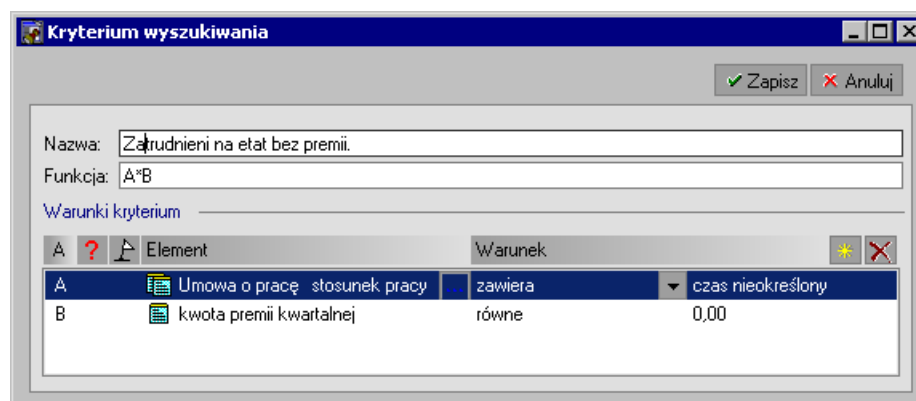 Kryterium wyszukiwania
Zapisz Anuluj
Nazwa: Zatrudnieni na etat bez premii.
Funkcja: A*B
Warunki kryterium
A ? Element Warunek
A Umowa o pracę stosunek pracy ... zawiera czas nieokreślony
B kwota premii kwartalnej równe 0,00